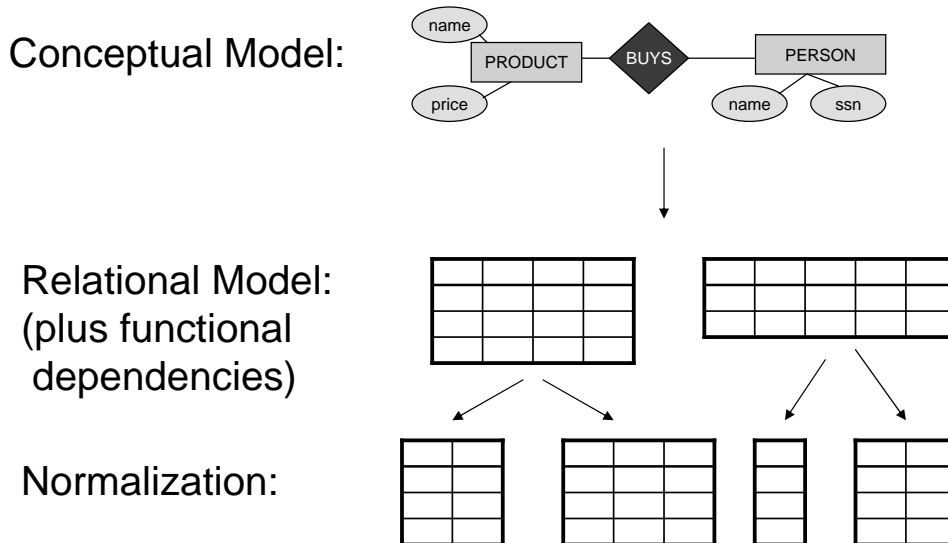 Conceptual Model:
name
PRODUCT
BUYS
PERSON
price
name
ssn
Relational Model:
(plus functional
dependencies)
Normalization: